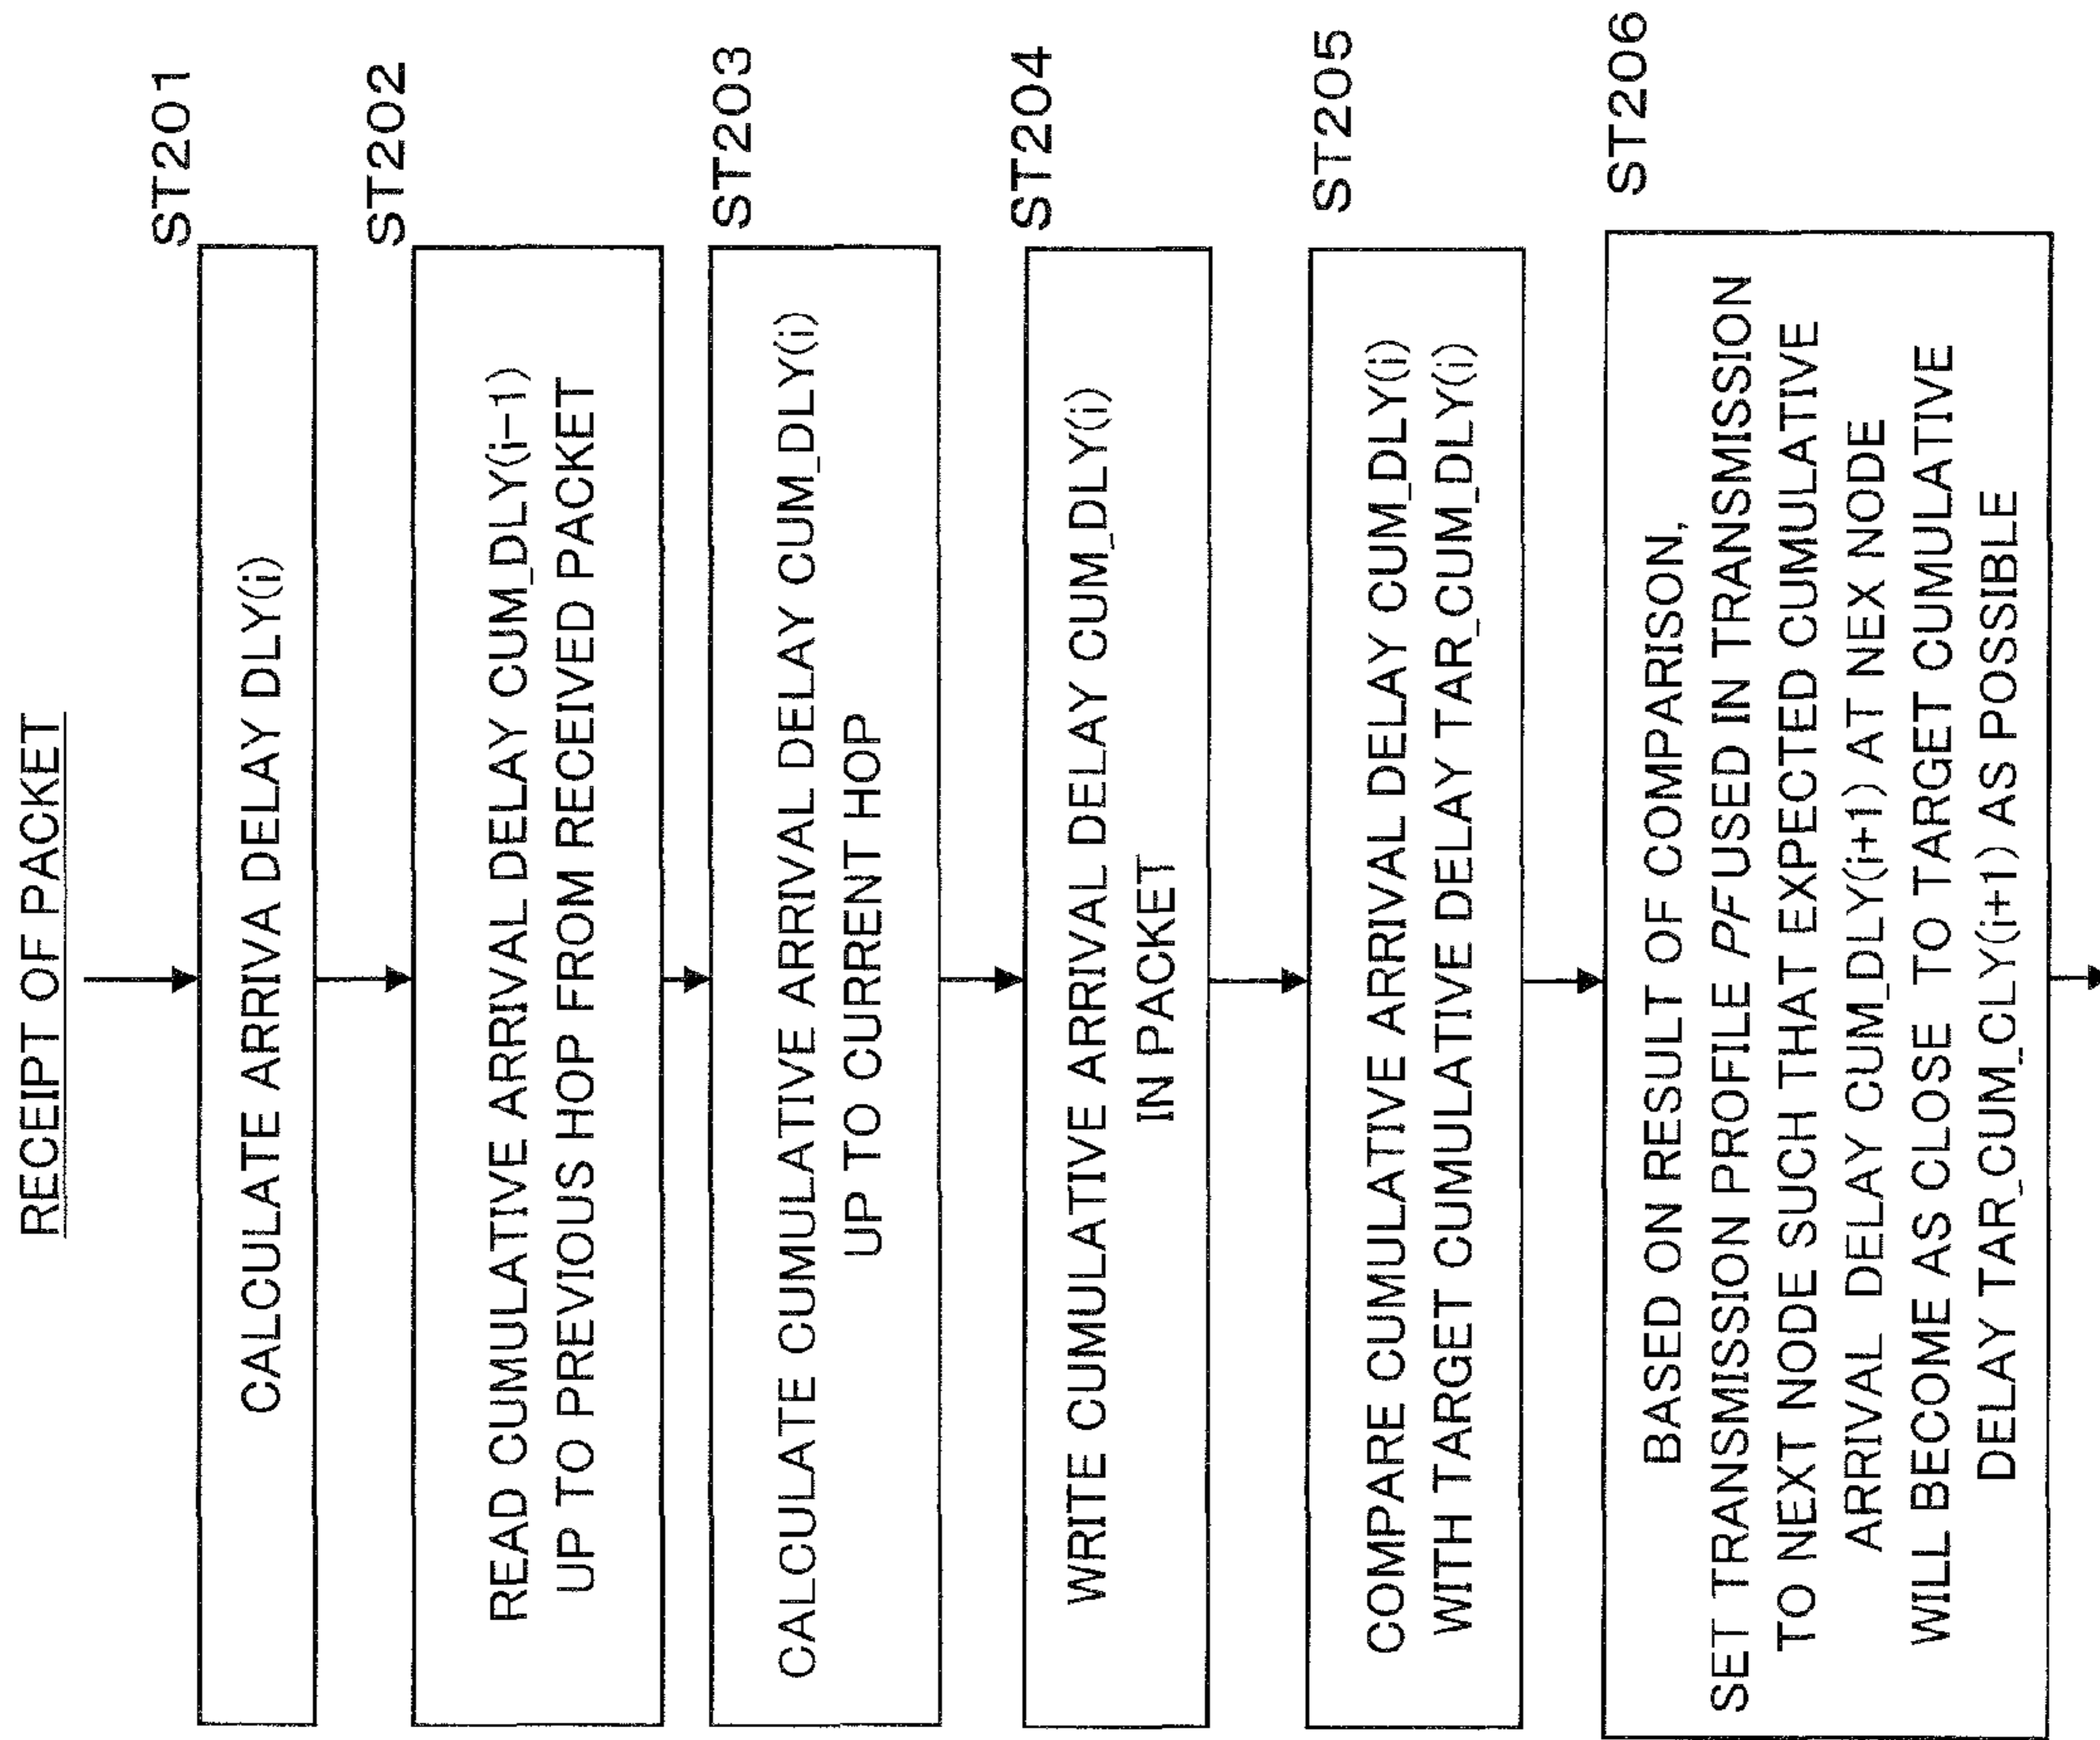 RECEIPT OF PACKET
ST201
CALCULATE ARRIVA DELAY DLY(i)
ST202
READ CUMULATIVE ARRIVAL DELAY CUM_DLY(i-1)
UP TO PREVIOUS HOP FROM RECEIVED PACKET
ST203
CALCULATE CUMULATIVE ARRIVAL DELAY CUM_DLY(i)
UP TO CURRENT HOP
ST204
WRITE CUMULATIVE ARRIVAL DELAY CUM_DLY(i)
IN PACKET
ST205
COMPARE CUMULATIVE ARRIVAL DELAY CUM_DLY(i)
WITH TARGET CUMULATIVE DELAY TAR_CUM_DLY(i)
ST206
BASED ON RESULT OF COMPARISON,
SET TRANSMISSION PROFILE PF USED IN TRANSMISSION
TO NEXT NODE SUCH THAT EXPECTED CUMULATIVE
ARRIVAL DELAY CUM_DLY(i+1) AT NEX NODE
WILL BECOME AS CLOSE TO TARGET CUMULATIVE
DELAY TAR_CUM_CLY(i+1) AS POSSIBLE